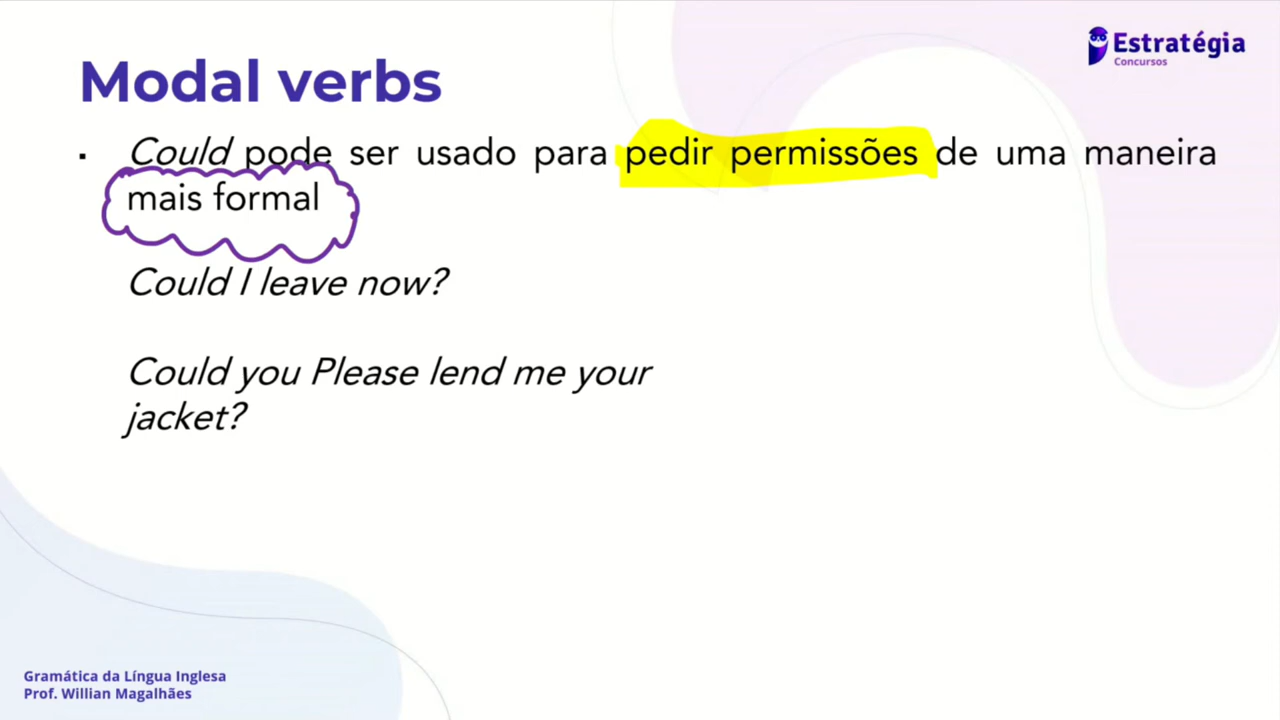 Estratégia
Concursos
Modal verbs
▪ Could pode ser usado para pedir permissões de uma maneira
mais formal
Could I leave now?
Could you Please lend me your
jacket?
Gramática da Língua Inglesa
Prof. Willian Magalhães